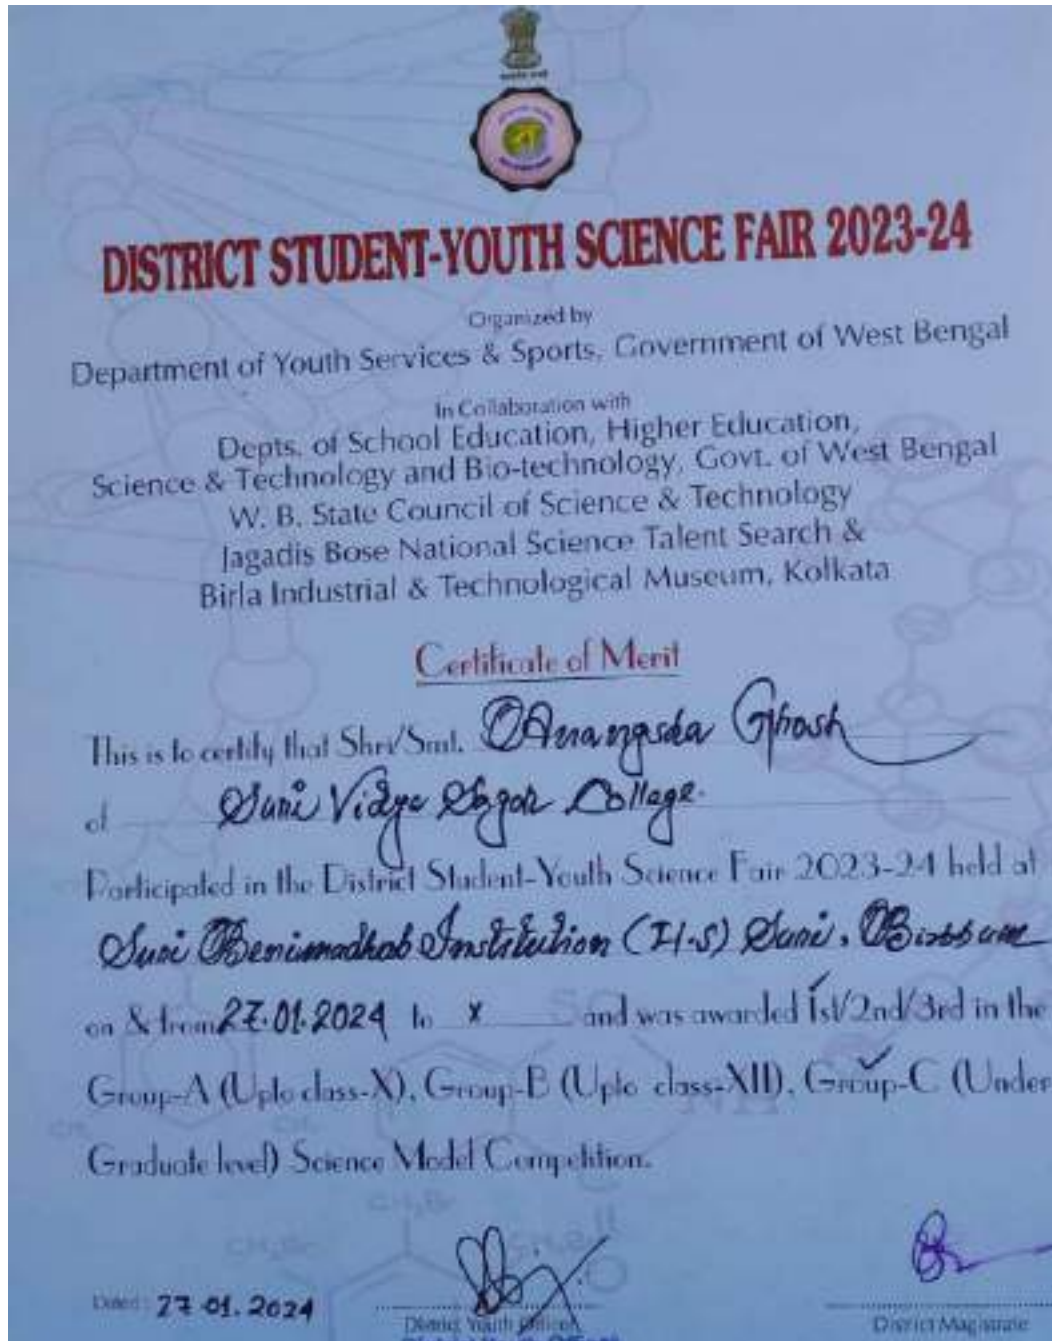 DISTRICT STUDENT-YOUTH SCIENCE FAIR 2023-24
Organized by
Department of Youth Services & Sports, Government of West Bengal
In Collaboration with
Depts. of School Education, Higher Education,
Science & Technology and Bio-technology, Govt. of West Bengal
W. B. State Council of Science & Technology
Jagadis Bose National Science Talent Search &
Birla Industrial & Technological Museum, Kolkata
Certificate of Merit
This is to certify that Shri/Smt. Ghosh
of Suri Vidya Sagar College.
Participated in the District Student-Youth Science Fair 2023-24 held at
Suri Benimadhab Institution (H.S) Suri, Birbhum
on & from 27.01.2024 to x and was awarded 1st/2nd/3rd in the
Group-A (Upto class-X), Group-B (Upto class-XII), Group-C (Under
Graduate level) Science Model Competition.
Dated: 27.01.2024
District Youth Officer
District Magistrate